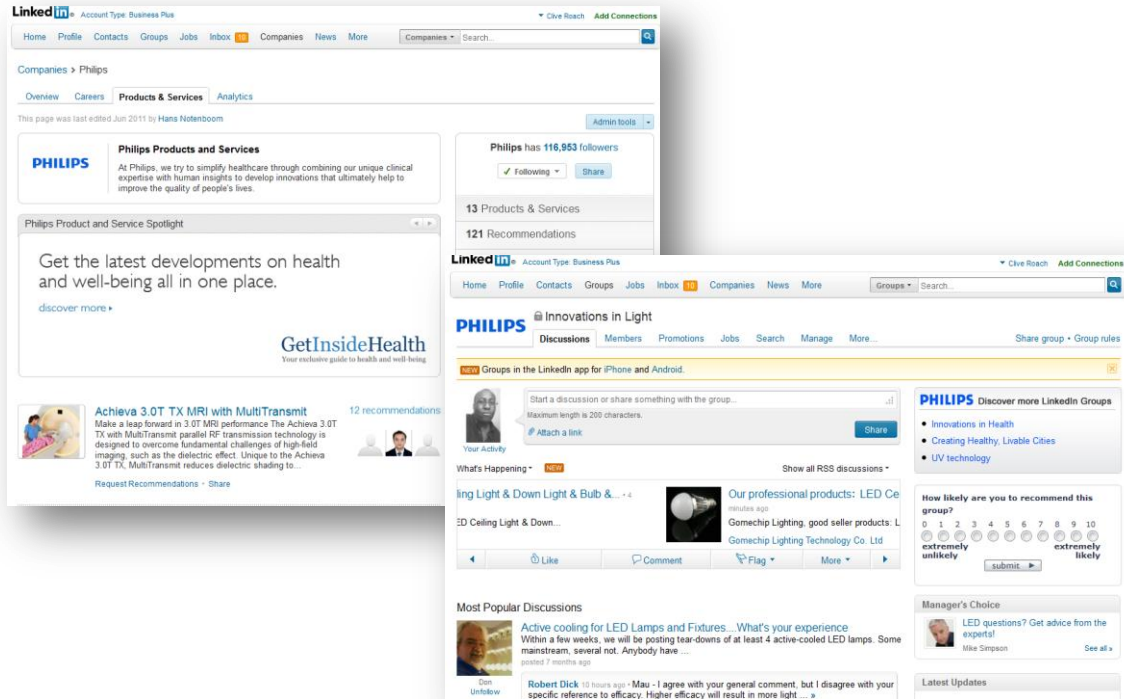 Linked in Account Type: Business Plus
Clive Roach Add Connections
Home Profile Contacts Groups Jobs Inbox 10 Companies News More
Companies Search...
Companies > Philips
Overview Careers Products & Services Analytics
This page was last edited Jun 2011 by Hans Notenboom
Admin tools
PHILIPS
Philips Products and Services
At Philips, we try to simplify healthcare through combining our unique clinical
expertise with human insights to develop innovations that ultimately help to
improve the quality of people's lives.
Philips has 116,953 followers
Following Share
13 Products & Services
121 Recommendations
Philips Product and Service Spotlight
Get the latest developments on health
and well-being all in one place.
discover more
GetInsideHealth
Your exclusive guide to health and well-being
Achieva 3.0T TX MRI with MultiTransmit
12 recommendations
Make a leap forward in 3.0T MRI performance The Achieva 3.0T
TX with MultiTransmit parallel RF transmission technology is
designed to overcome fundamental challenges of high-field
imaging, such as the dielectric effect. Unique to the Achieva
3.0T TX, MultiTransmit reduces dielectric shading to...
Request Recommendations • Share
Linked in Account Type: Business Plus
Clive Roach Add Connections
Home Profile Contacts Groups Jobs Inbox 10 Companies News More
Groups Search...
PHILIPS
Innovations in Light
Discussions Members Promotions Jobs Search Manage More...
Share group • Group rules
NEW Groups in the LinkedIn app for iPhone and Android.
Start a discussion or share something with the group...
Maximum length is 200 characters.
Attach a link
Share
Your Activity
What's Happening NEW
Show all RSS discussions
ing Light & Down Light & Bulb &... • 4
ED Ceiling Light & Down...
Our professional products: LED Ce
minutes ago
Gomechip Lighting, good seller products: L
Gomechip Lighting Technology Co. Ltd
Like Comment Flag More
Most Popular Discussions
Active cooling for LED Lamps and Fixtures....What's your experience
Within a few weeks, we will be posting tear-downs of at least 4 active-cooled LED lamps. Some
mainstream, several not. Anybody have ...
posted 7 months ago
Don
Unfollow
Robert Dick 10 hours ago • Mau - I agree with your general comment, but I disagree with your
specific reference to efficacy. Higher efficacy will result in more light ... »
PHILIPS Discover more LinkedIn Groups
• Innovations in Health
• Creating Healthy, Livable Cities
• UV technology
How likely are you to recommend this
group?
0 1 2 3 4 5 6 7 8 9 10
extremely unlikely
extremely likely
submit
Manager's Choice
LED questions? Get advice from the
experts!
Mike Simpson
See all »
Latest Updates